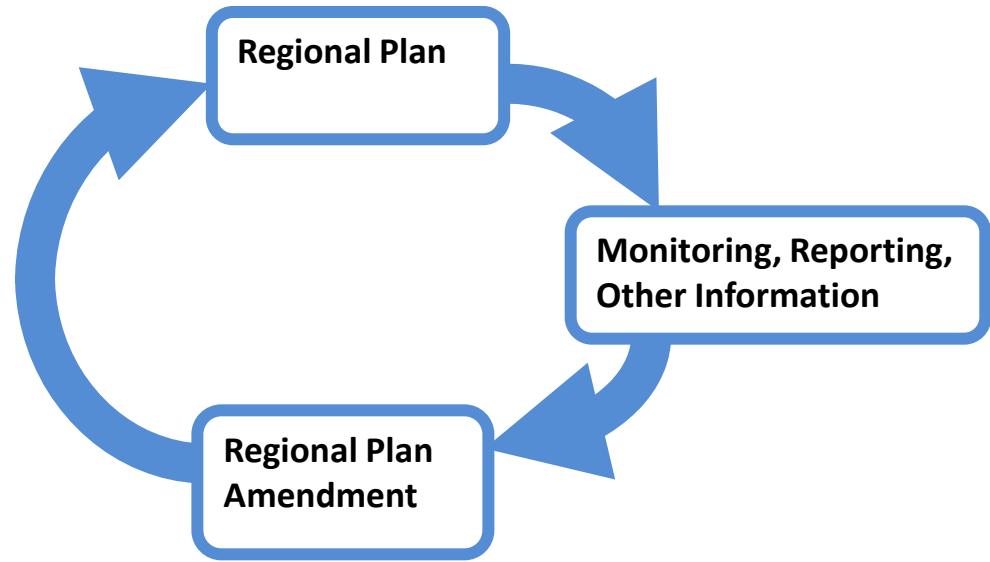 Regional Plan
Monitoring, Reporting,
Other Information
Regional Plan
Amendment